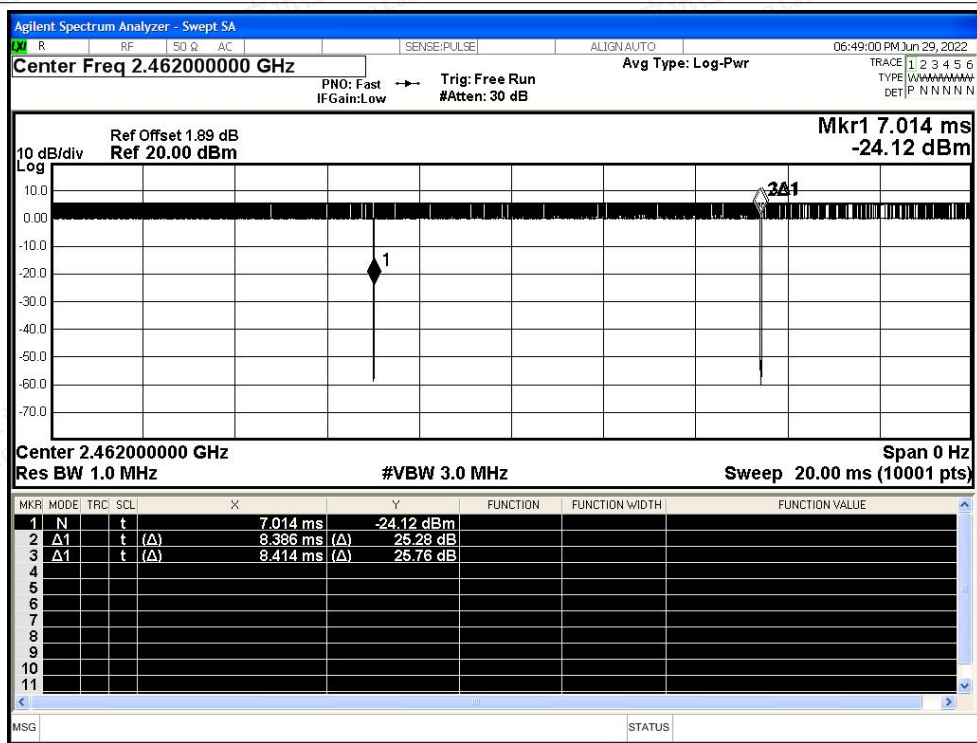 Agilent Spectrum Analyzer - Swept SA
LXI R RF 50 Ω AC SENSE:PULSE ALIGN AUTO 06:49:00 PM Jun 29, 2022
Center Freq 2.462000000 GHz Avg Type: Log-Pwr TRACE 1 2 3 4 5 6
PNO: Fast Trig: Free Run TYPE WWWWWW
IFGain:Low #Atten: 30 dB DET P N N N N N
Mkr1 7.014 ms
Ref Offset 1.89 dB
10 dB/div Ref 20.00 dBm -24.12 dBm
Log
10.0
0.00
-10.0
-20.0
-30.0
-40.0
-50.0
-60.0
-70.0
1
3Δ1
Center 2.462000000 GHz Span 0 Hz
Res BW 1.0 MHz #VBW 3.0 MHz Sweep 20.00 ms (10001 pts)
MKR MODE TRC SCL X Y FUNCTION FUNCTION WIDTH FUNCTION VALUE
1 N t 7.014 ms -24.12 dBm
2 Δ1 t (Δ) 8.386 ms (Δ) 25.28 dB
3 Δ1 t (Δ) 8.414 ms (Δ) 25.76 dB
4
5
6
7
8
9
10
11
MSG STATUS